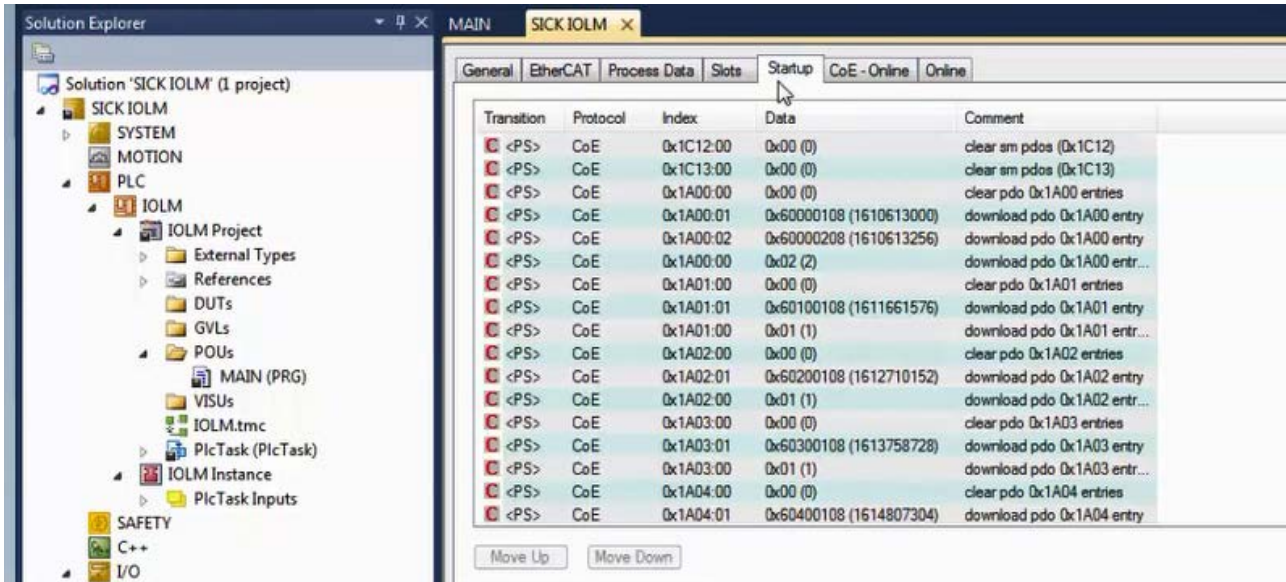 Solution Explorer
Solution 'SICK IOLM' (1 project)
SICK IOLM
SYSTEM
MOTION
PLC
IOLM
IOLM Project
External Types
References
DUTs
GVLs
POUs
MAIN (PRG)
VISUs
IOLM.tmc
PlcTask (PlcTask)
IOLM Instance
PlcTask Inputs
SAFETY
C++
I/O
MAIN SICK IOLM
General EtherCAT Process Data Slots Startup CoE - Online Online
Transition Protocol Index Data Comment
C <PS> CoE 0x1C12:00 0x00 (0) clear sm pdos (0x1C12)
C <PS> CoE 0x1C13:00 0x00 (0) clear sm pdos (0x1C13)
C <PS> CoE 0x1A00:00 0x00 (0) clear pdo 0x1A00 entries
C <PS> CoE 0x1A00:01 0x60000108 (1610613000) download pdo 0x1A00 entry
C <PS> CoE 0x1A00:02 0x60000208 (1610613256) download pdo 0x1A00 entry
C <PS> CoE 0x1A00:00 0x02 (2) download pdo 0x1A00 entr...
C <PS> CoE 0x1A01:00 0x00 (0) clear pdo 0x1A01 entries
C <PS> CoE 0x1A01:01 0x60100108 (1611661576) download pdo 0x1A01 entry
C <PS> CoE 0x1A01:00 0x01 (1) download pdo 0x1A01 entr...
C <PS> CoE 0x1A02:00 0x00 (0) clear pdo 0x1A02 entries
C <PS> CoE 0x1A02:01 0x60200108 (1612710152) download pdo 0x1A02 entry
C <PS> CoE 0x1A02:00 0x01 (1) download pdo 0x1A02 entr...
C <PS> CoE 0x1A03:00 0x00 (0) clear pdo 0x1A03 entries
C <PS> CoE 0x1A03:01 0x60300108 (1613758728) download pdo 0x1A03 entry
C <PS> CoE 0x1A03:00 0x01 (1) download pdo 0x1A03 entr...
C <PS> CoE 0x1A04:00 0x00 (0) clear pdo 0x1A04 entries
C <PS> CoE 0x1A04:01 0x60400108 (1614807304) download pdo 0x1A04 entry
Move Up Move Down